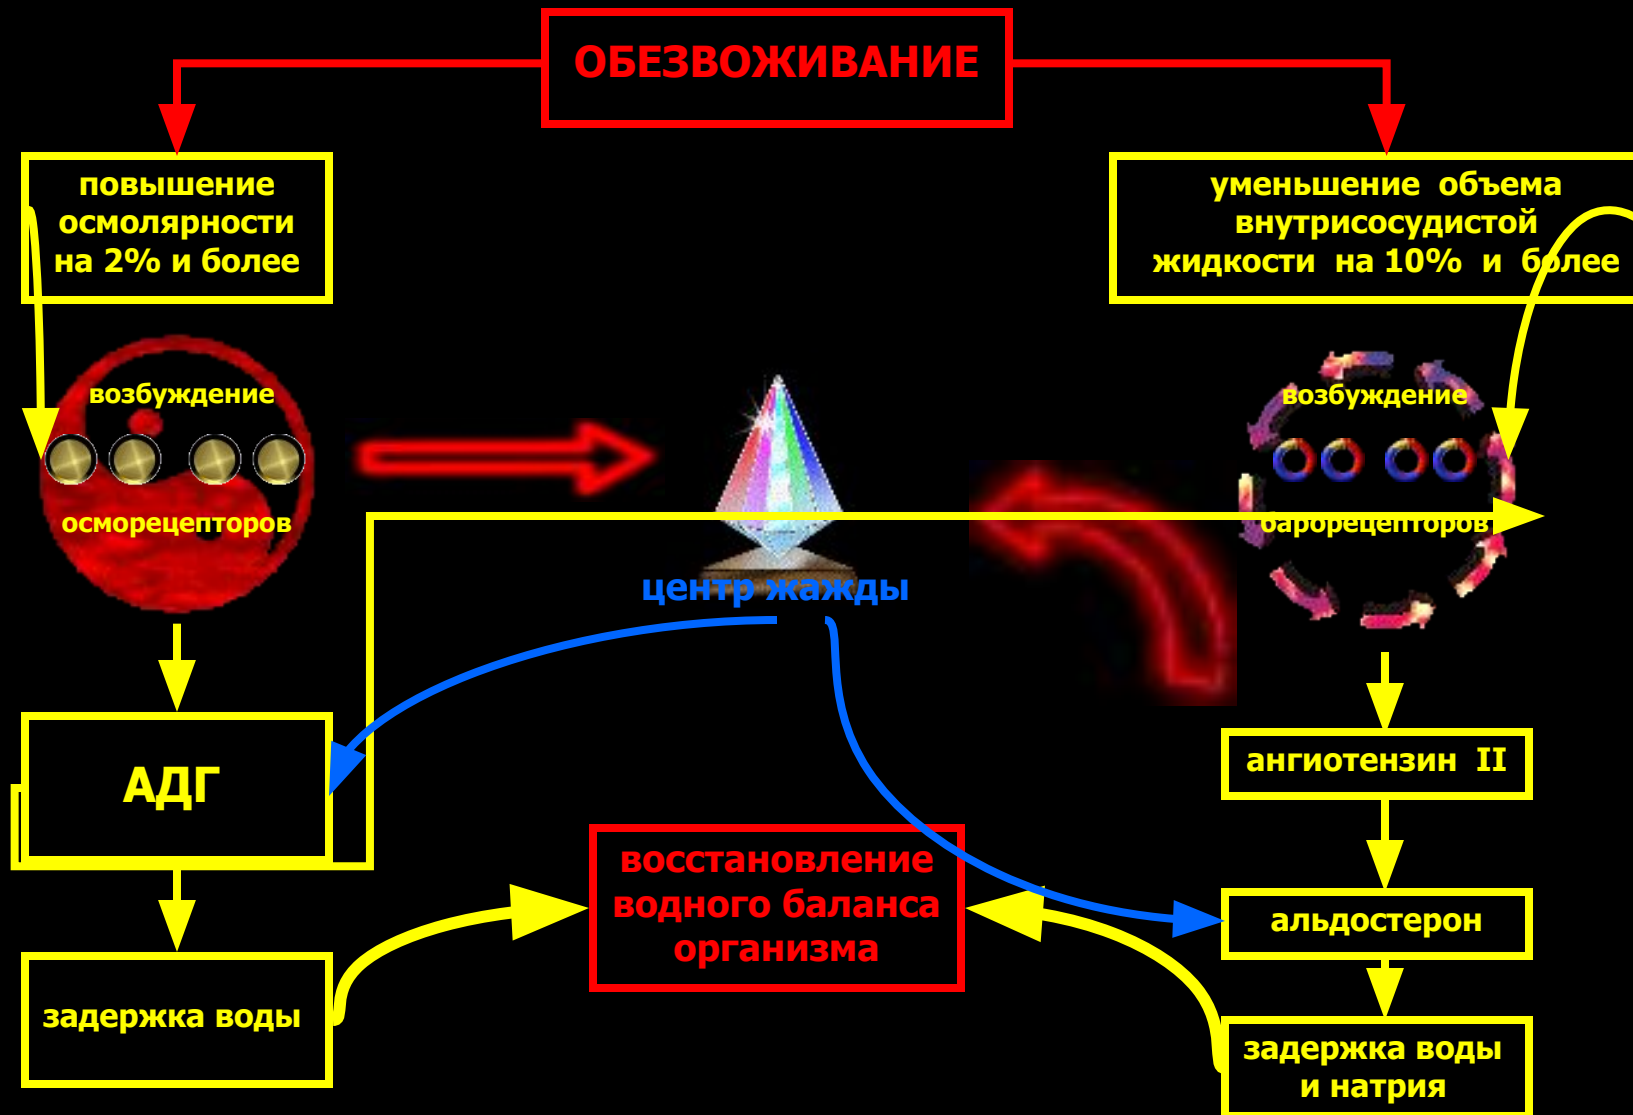 ОБЕЗВОЖИВАНИЕ
повышение
осмолярности
на 2% и более
уменьшение объема
внутрисосудистой
жидкости на 10% и более
возбуждение
осморецепторов
возбуждение
барорецепторов
центр жажды
АДГ
ангиотензин II
восстановление
водного баланса
организма
альдостерон
задержка воды
задержка воды
и натрия